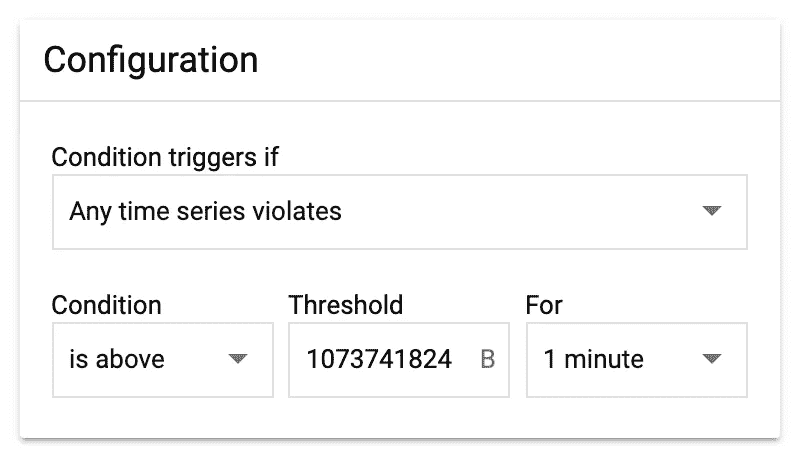 Configuration
Condition triggers if
Any time series violates
Condition Threshold For
is above 1073741824 B 1 minute